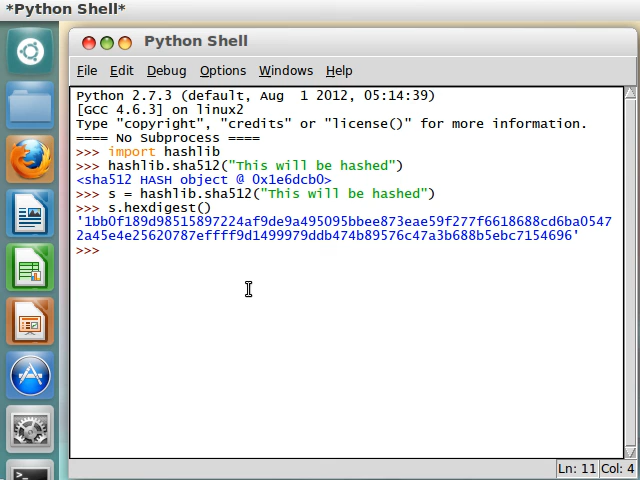 *Python Shell*
Python Shell
File Edit Debug Options Windows Help
Python 2.7.3 (default, Aug  1 2012, 05:14:39)
[GCC 4.6.3] on linux2
Type "copyright", "credits" or "license()" for more information.
==== No Subprocess ====
>>> import hashlib
>>> hashlib.sha512("This will be hashed")
<sha512 HASH object @ 0x1e6dcb0>
>>> s = hashlib.sha512("This will be hashed")
>>> s.hexdigest()
'1bb0f189d98515897224af9de9a495095bbee873eae59f277f6618688cd6ba0547
2a45e4e25620787effff9d1499979ddb474b89576c47a3b688b5ebc7154696'
>>>
Ln: 11 Col: 4